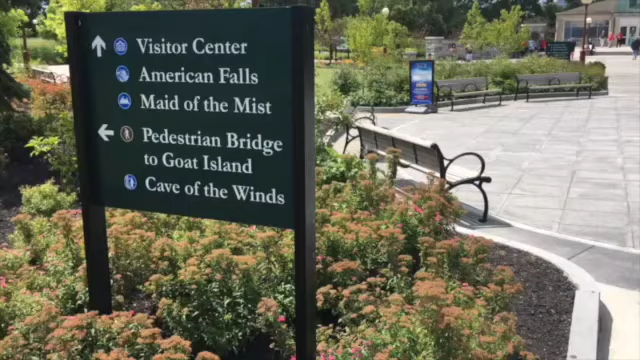 Visitor Center
American Falls
Maid of the Mist
Pedestrian Bridge
to Goat Island
Cave of the Winds